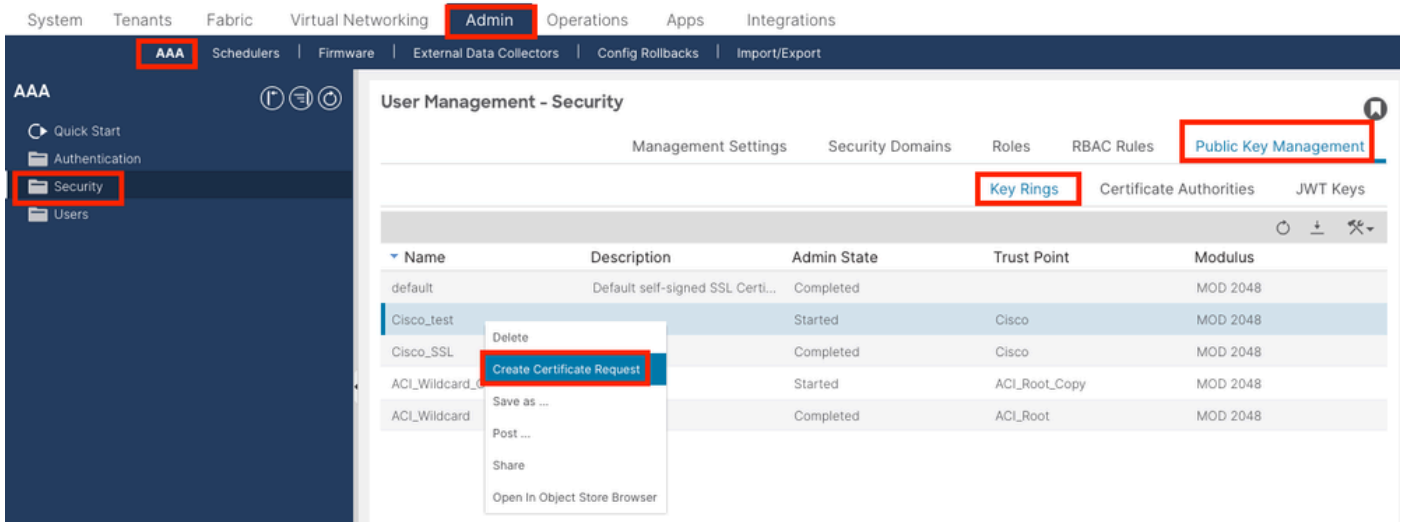 System Tenants Fabric Virtual Networking Admin Operations Apps Integrations
AAA Schedulers | Firmware | External Data Collectors | Config Rollbacks | Import/Export
AAA
Quick Start
Authentication
Security
Users
User Management - Security
Management Settings Security Domains Roles RBAC Rules Public Key Management
Key Rings Certificate Authorities JWT Keys
Name Description Admin State Trust Point Modulus
default Default self-signed SSL Certi... Completed MOD 2048
Cisco_test Started Cisco MOD 2048
Cisco_SSL Completed Cisco MOD 2048
ACI_Wildcard_C Started ACI_Root_Copy MOD 2048
ACI_Wildcard Completed ACI_Root MOD 2048
Delete
Create Certificate Request
Save as ...
Post ...
Share
Open In Object Store Browser